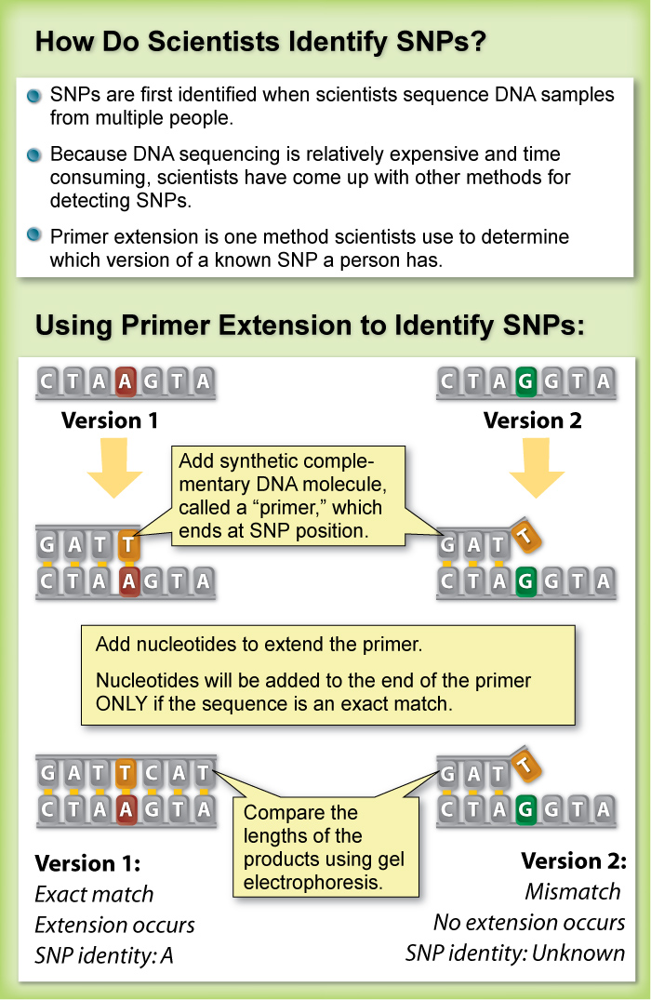 How Do Scientists Identify SNPs?
SNPs are first identified when scientists sequence DNA samples
from multiple people.
Because DNA sequencing is relatively expensive and time
consuming, scientists have come up with other methods for
detecting SNPs.
Primer extension is one method scientists use to determine
which version of a known SNP a person has.
Using Primer Extension to Identify SNPs:
C T A A G T A
C T A G G T A
Version 1
Version 2
Add synthetic comple-
mentary DNA molecule,
called a “primer,” which
ends at SNP position.
G A T T
C T A A G T A
G A T T
C T A G G T A
Add nucleotides to extend the primer.
Nucleotides will be added to the end of the primer
ONLY if the sequence is an exact match.
G A T T C A T
C T A A G T A
G A T T
C T A G G T A
Compare the
lengths of the
products using gel
electrophoresis.
Version 1:
Exact match
Extension occurs
SNP identity: A
Version 2:
Mismatch
No extension occurs
SNP identity: Unknown